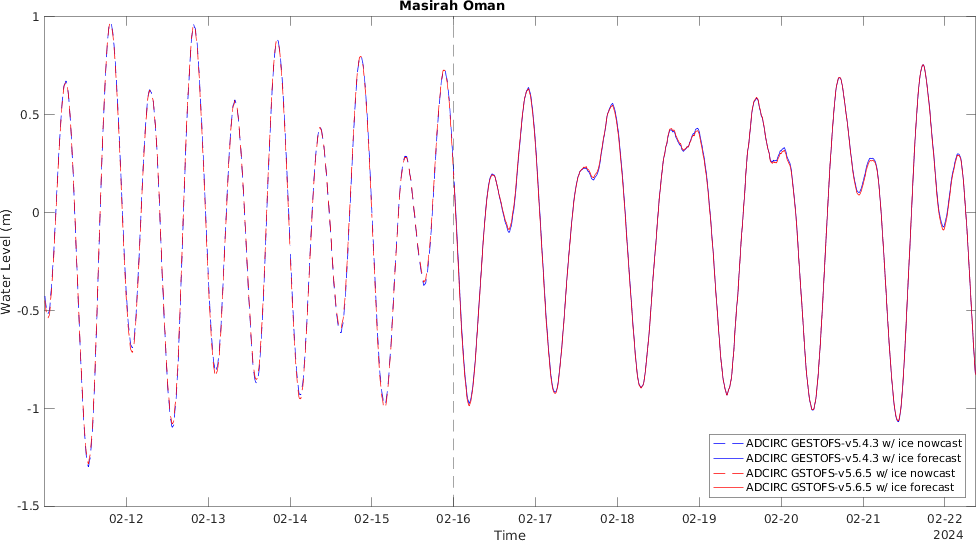 Masirah Oman
1
0.5
0
-0.5
-1
-1.5
Water Level (m)
02-12
02-13
02-14
02-15
02-16
02-17
02-18
02-19
02-20
02-21
02-22
2024
Time
ADCIRC GESTOFS-v5.4.3 w/ ice nowcast
ADCIRC GESTOFS-v5.4.3 w/ ice forecast
ADCIRC GSTOFS-v5.6.5 w/ ice nowcast
ADCIRC GSTOFS-v5.6.5 w/ ice forecast